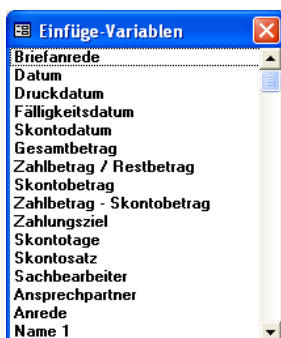 Einfüge-Variablen
Briefanrede
Datum
Druckdatum
Fälligkeitsdatum
Skontodatum
Gesamtbetrag
Zahlbetrag / Restbetrag
Skontobetrag
Zahlbetrag - Skontobetrag
Zahlungsziel
Skontotage
Skontosatz
Sachbearbeiter
Ansprechpartner
Anrede
Name 1